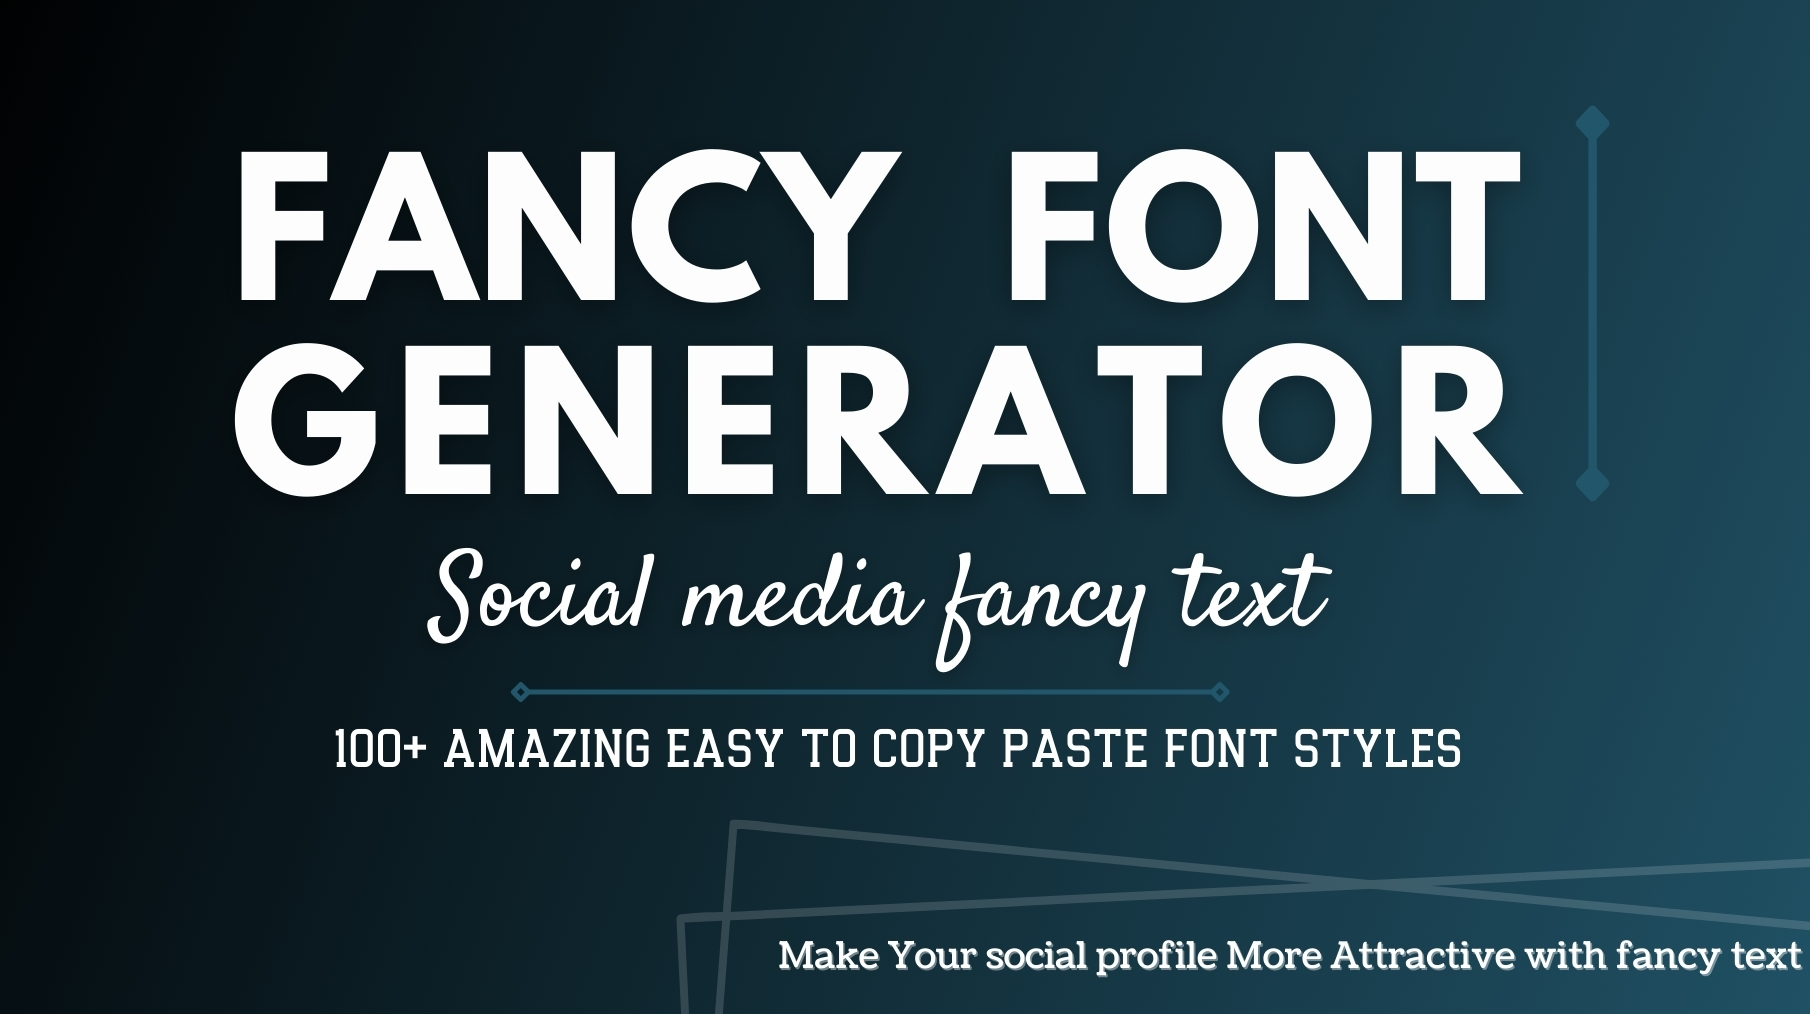 FANCY FONT
GENERATOR
Social media fancy text
100+ AMAZING EASY TO COPY PASTE FONT STYLES
Make Your social profile More Attractive with fancy text